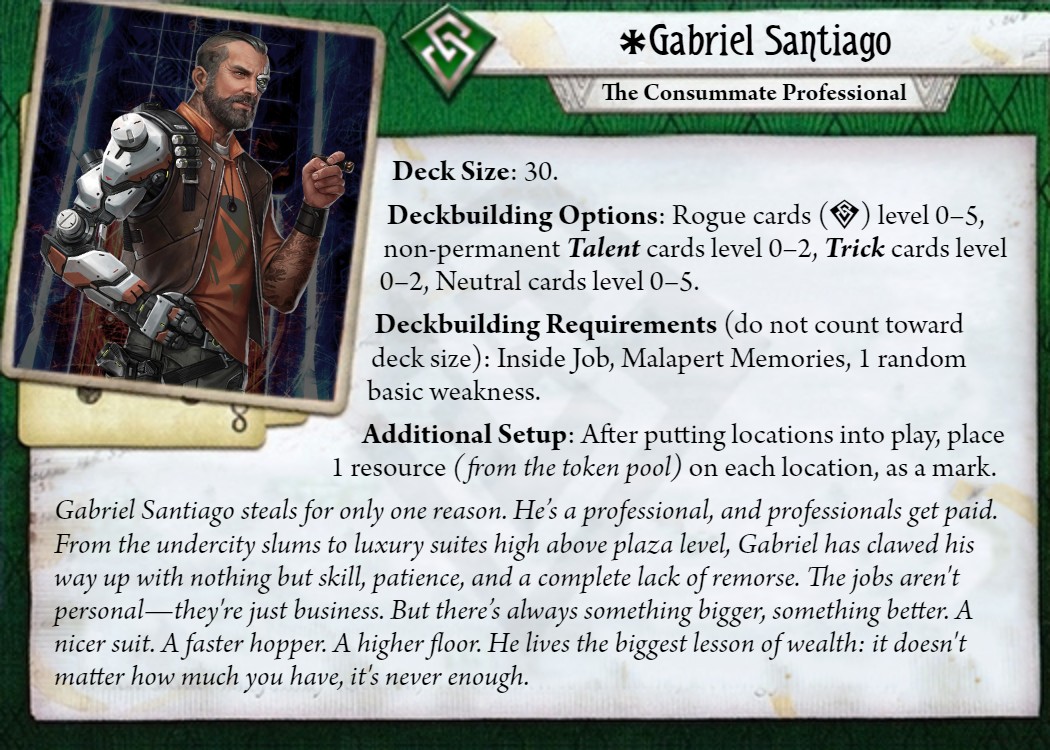 *Gabriel Santiago
The Consummate Professional
Deck Size: 30.
Deckbuilding Options: Rogue cards () level 0–5,
non-permanent Talent cards level 0–2, Trick cards level
0–2, Neutral cards level 0–5.
Deckbuilding Requirements (do not count toward
deck size): Inside Job, Malapert Memories, 1 random
basic weakness.
Additional Setup: After putting locations into play, place
1 resource (from the token pool) on each location, as a mark.
Gabriel Santiago steals for only one reason. He’s a professional, and professionals get paid.
From the undercity slums to luxury suites high above plaza level, Gabriel has clawed his
way up with nothing but skill, patience, and a complete lack of remorse. The jobs aren't
personal—they're just business. But there’s always something bigger, something better. A
nicer suit. A faster hopper. A higher floor. He lives the biggest lesson of wealth: it doesn't
matter how much you have, it's never enough.